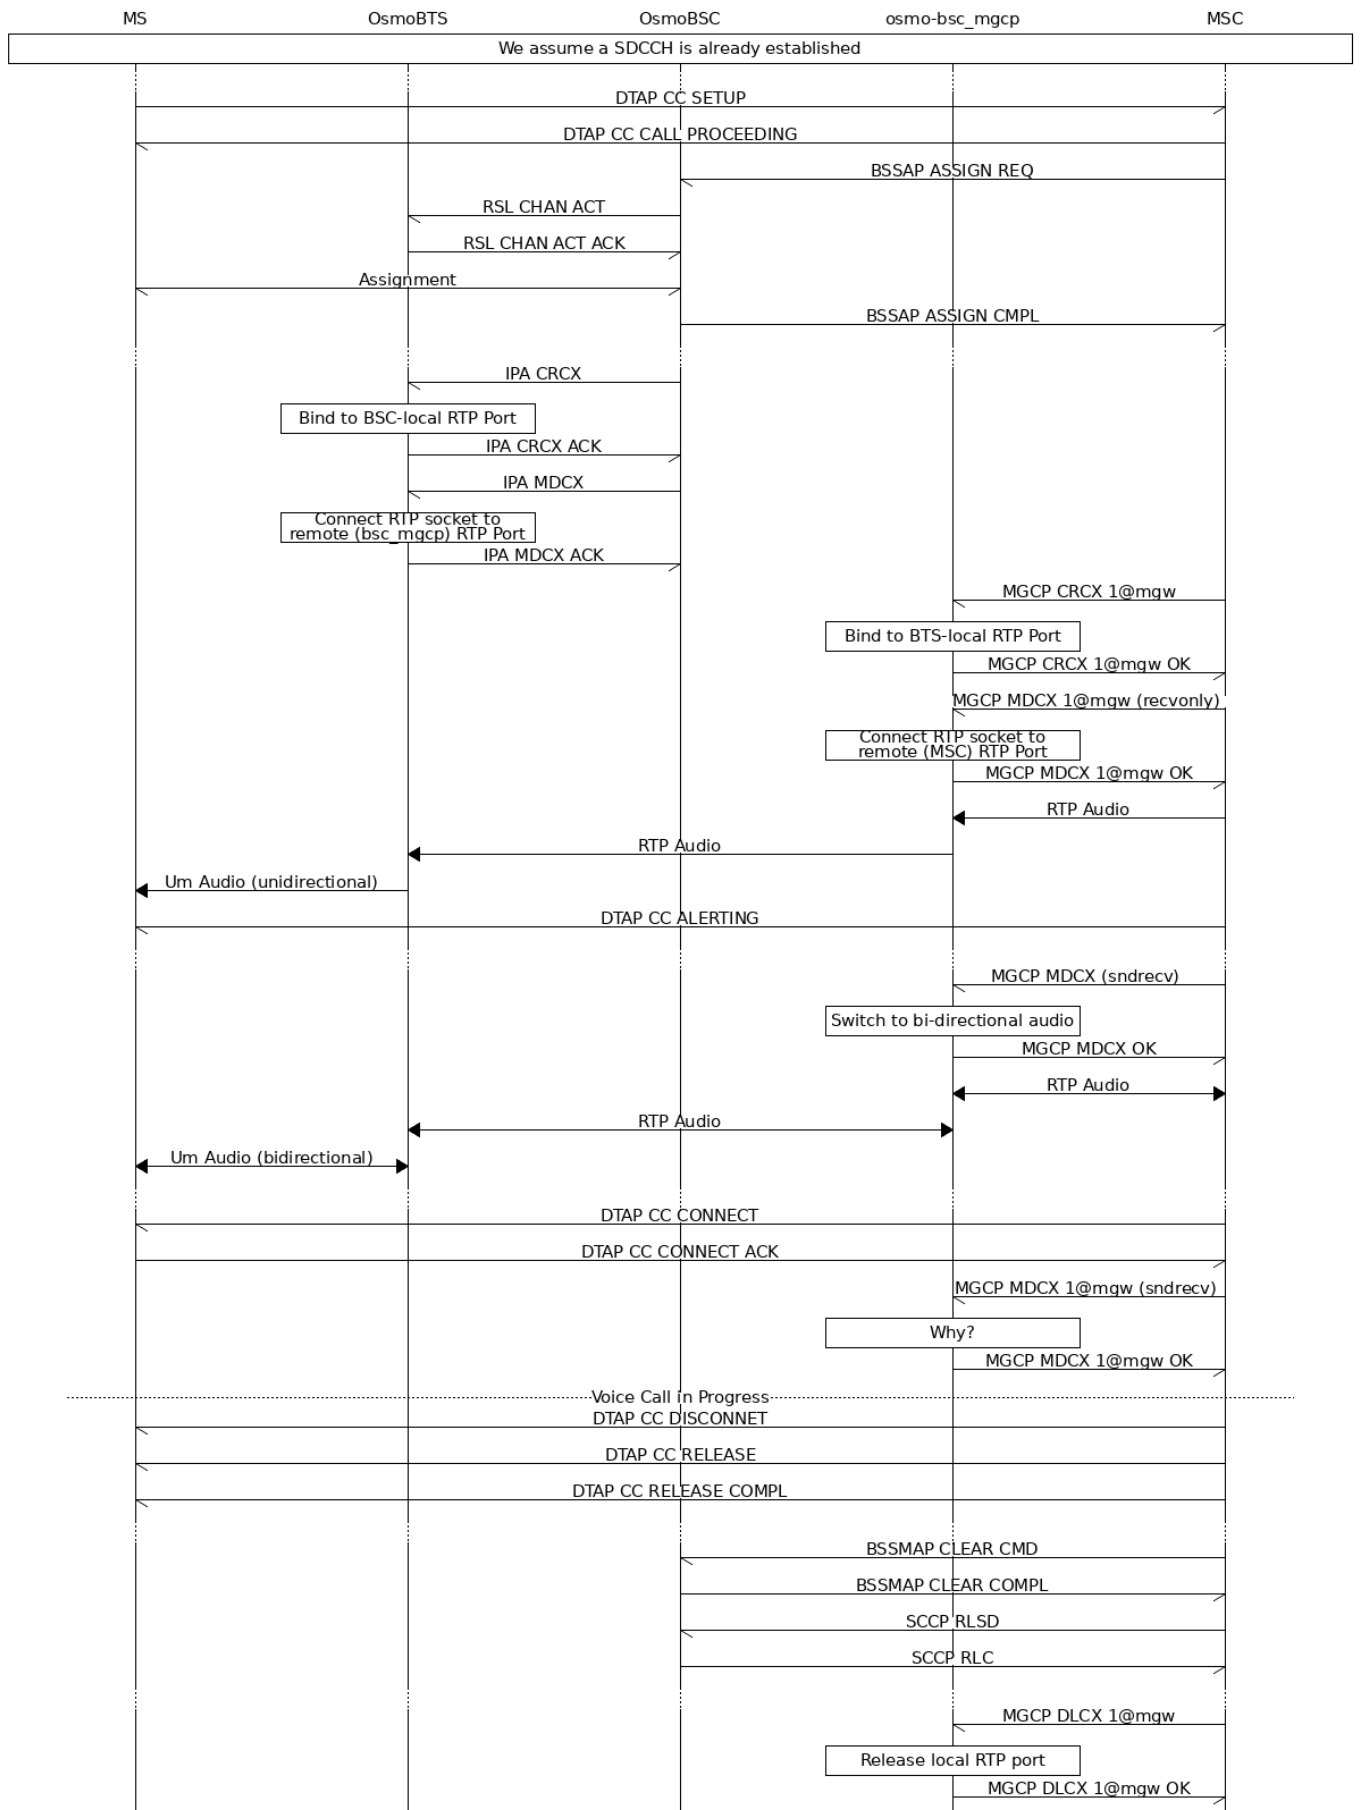 MS OsmoBTS OsmoBSC osmo-bsc_mgcp MSC
We assume a SDCCH is already established
DTAP CC SETUP
DTAP CC CALL PROCEEDING
BSSAP ASSIGN REQ
RSL CHAN ACT
RSL CHAN ACT ACK
Assignment
BSSAP ASSIGN CMPL
IPA CRCX
Bind to BSC-local RTP Port
IPA CRCX ACK
IPA MDCX
Connect RTP socket to
remote (bsc_mgcp) RTP Port
IPA MDCX ACK
MGCP CRCX 1@mgw
Bind to BTS-local RTP Port
MGCP CRCX 1@mgw OK
MGCP MDCX 1@mgw (recvonly)
Connect RTP socket to
remote (MSC) RTP Port
MGCP MDCX 1@mgw OK
RTP Audio
RTP Audio
Um Audio (unidirectional)
DTAP CC ALERTING
MGCP MDCX (sndrecv)
Switch to bi-directional audio
MGCP MDCX OK
RTP Audio
RTP Audio
Um Audio (bidirectional)
DTAP CC CONNECT
DTAP CC CONNECT ACK
MGCP MDCX 1@mgw (sndrecv)
Why?
MGCP MDCX 1@mgw OK
Voice Call in Progress
DTAP CC DISCONNET
DTAP CC RELEASE
DTAP CC RELEASE COMPL
BSSMAP CLEAR CMD
BSSMAP CLEAR COMPL
SCCP RLSD
SCCP RLC
MGCP DLCX 1@mgw
Release local RTP port
MGCP DLCX 1@mgw OK